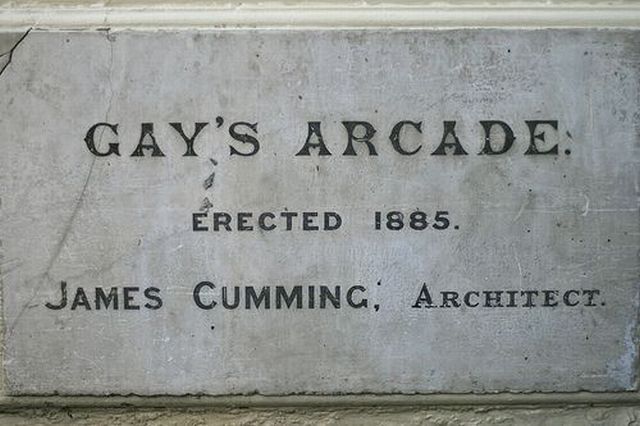 GAY'S ARCADE:
ERECTED 1885.
JAMES CUMMING, ARCHITECT.